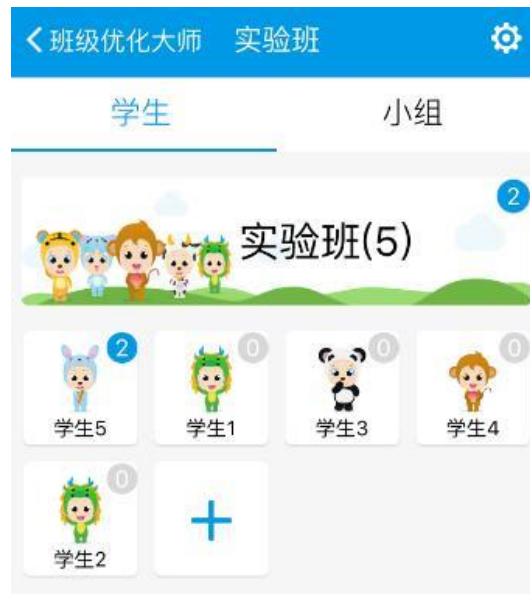 班级优化大师 实验班
学生 小组
2
实验班(5)
2 0 0 0
学生5 学生1 学生3 学生4
0
学生2